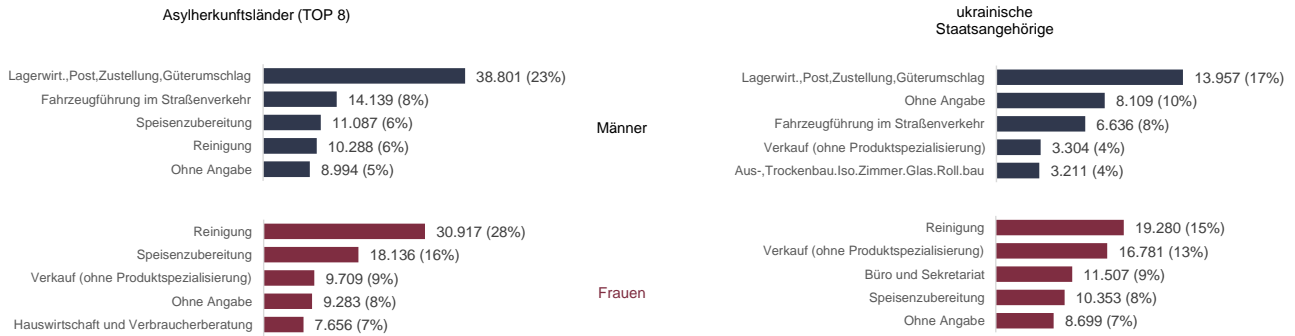 Asylherkunftsländer (TOP 8)
Lagerwirt.,Post,Zustellung,Güterumschlag 38.801 (23%)
Fahrzeugführung im Straßenverkehr 14.139 (8%)
Speisenzubereitung 11.087 (6%)
Reinigung 10.288 (6%)
Ohne Angabe 8.994 (5%)
Reinigung 30.917 (28%)
Speisenzubereitung 18.136 (16%)
Verkauf (ohne Produktspezialisierung) 9.709 (9%)
Ohne Angabe 9.283 (8%)
Hauswirtschaft und Verbraucherberatung 7.656 (7%)
Männer
Frauen
ukrainische
Staatsangehörige
Lagerwirt.,Post,Zustellung,Güterumschlag 13.957 (17%)
Ohne Angabe 8.109 (10%)
Fahrzeugführung im Straßenverkehr 6.636 (8%)
Verkauf (ohne Produktspezialisierung) 3.304 (4%)
Aus-,Trockenbau.Iso.Zimmer.Glas.Roll.bau 3.211 (4%)
Reinigung 19.280 (15%)
Verkauf (ohne Produktspezialisierung) 16.781 (13%)
Büro und Sekretariat 11.507 (9%)
Speisenzubereitung 10.353 (8%)
Ohne Angabe 8.699 (7%)